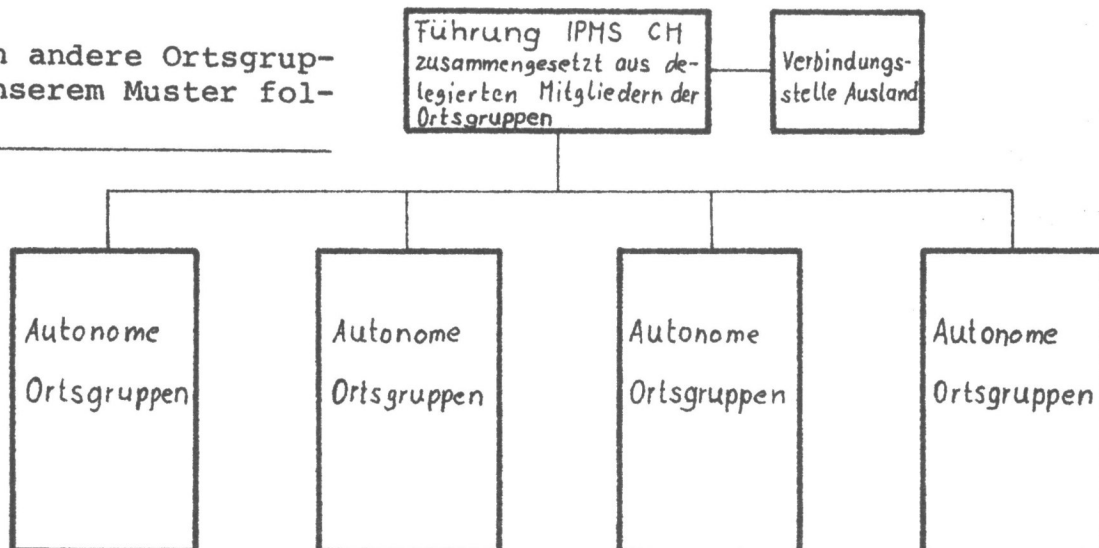 n andere Ortsgrup-
nserem Muster fol-
Führung IPMS CH
zusammengesetzt aus de-
legierten Mitgliedern der
Ortsgruppen
Verbindungs-
stelle Ausland
Autonome
Ortsgruppen
Autonome
Ortsgruppen
Autonome
Ortsgruppen
Autonome
Ortsgruppen